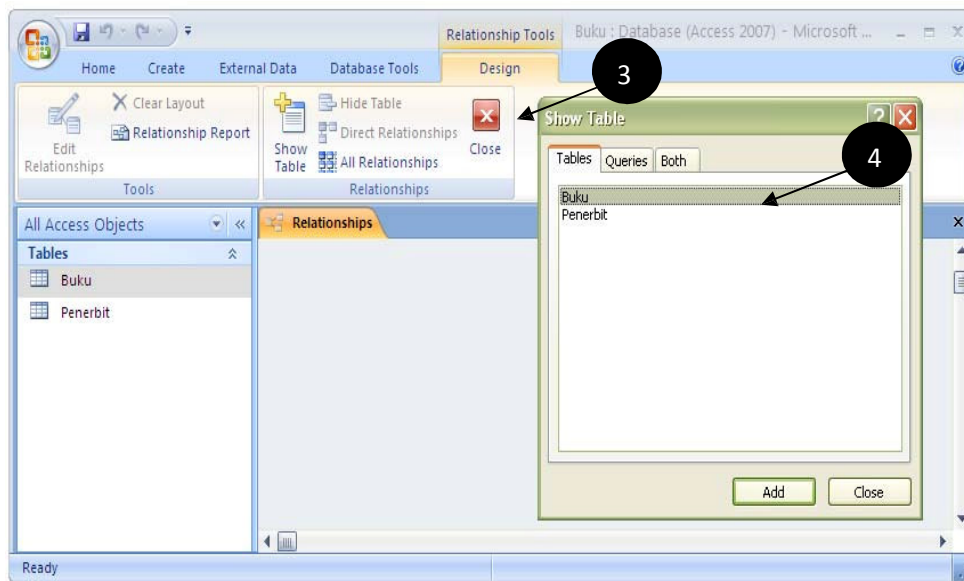 Relationship Tools Buku : Database (Access 2007) - Microsoft ...
Home Create External Data Database Tools Design
Clear Layout
Relationship Report
Edit Relationships
Tools
Show Table
Hide Table
Direct Relationships
All Relationships
Close
Relationships
3
Show Table
Tables Queries Both
4
Buku
Penerbit
Add Close
All Access Objects
Tables
Buku
Penerbit
Relationships
Ready